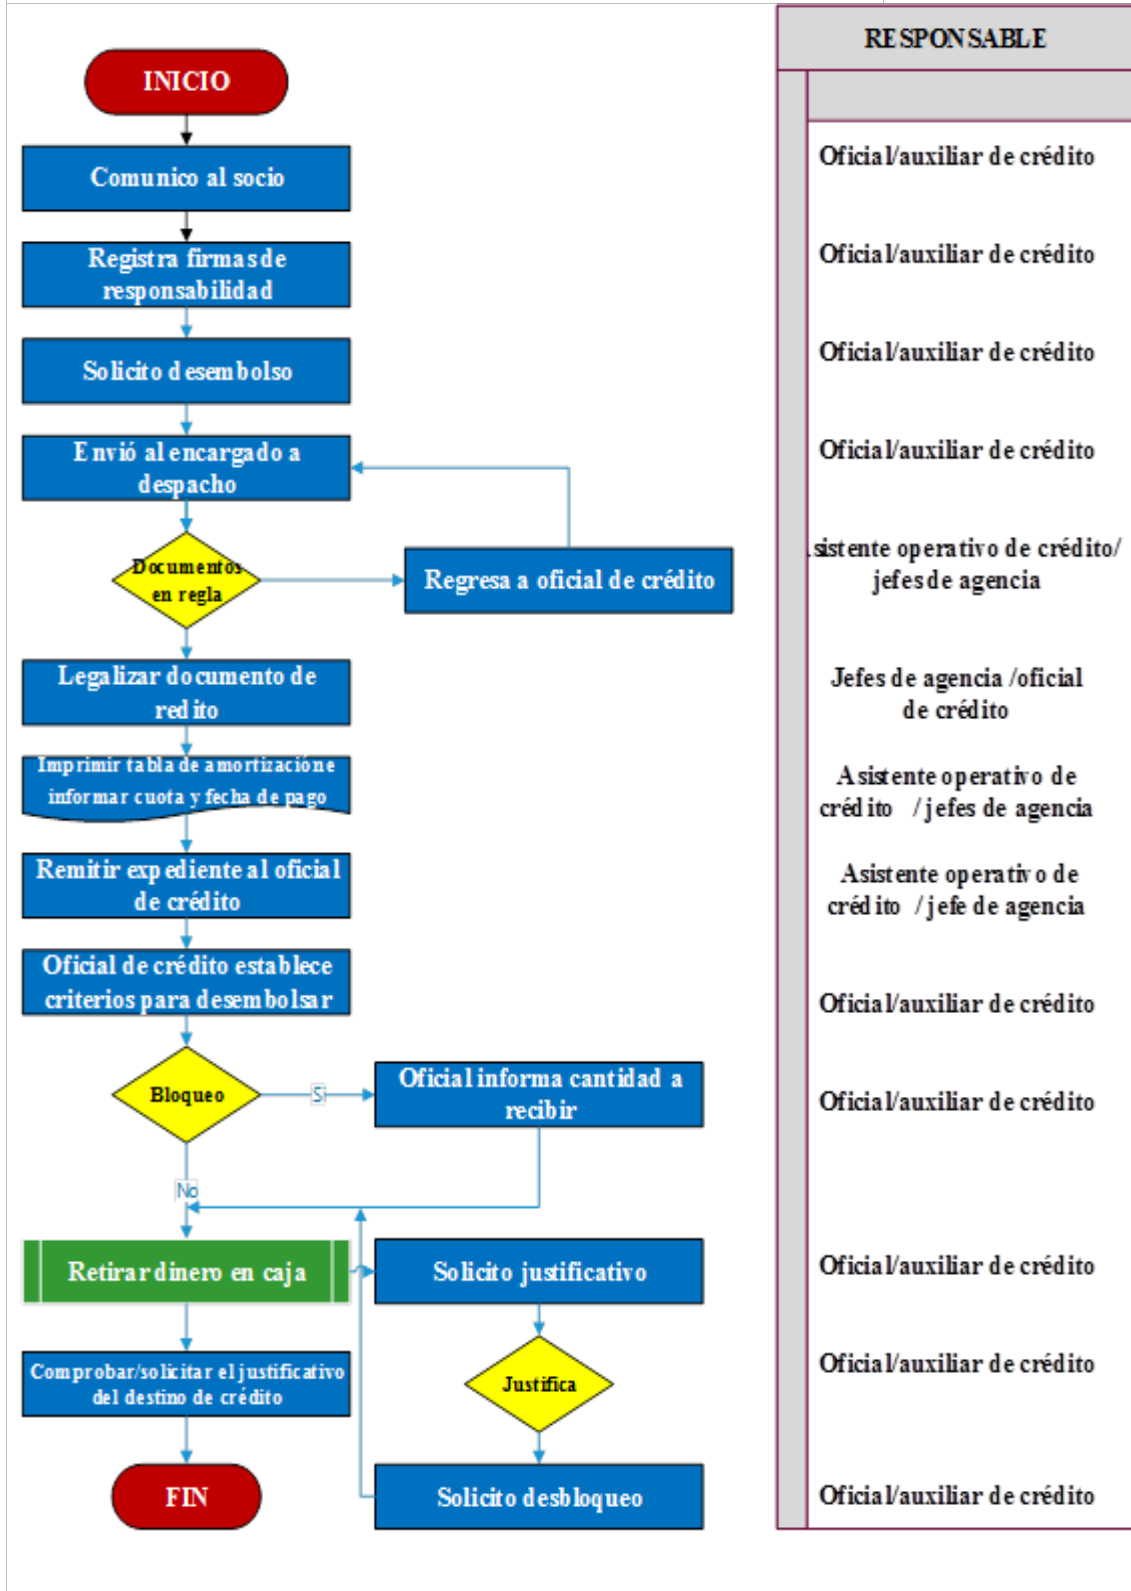 RESPONSABLE
INICIO
Comunico al socio
Oficial/auxiliar de crédito
Registra firmas de
responsabilidad
Oficial/auxiliar de crédito
Solicito desembolso
Oficial/auxiliar de crédito
Envió al encargado a
despacho
Oficial/auxiliar de crédito
Documentos
en regla
Regresa a oficial de crédito
sistente operativo de crédito/
jefes de agencia
Legalizar documento de
redito
Jefes de agencia /oficial
de crédito
Imprimir tabla de amortización e
informar cuota y fecha de pago
Asistente operativo de
crédito / jefes de agencia
Remitir expediente al oficial
de crédito
Asistente operativo de
crédito / jefe de agencia
Oficial de crédito establece
criterios para desembolsar
Oficial/auxiliar de crédito
Bloqueo
Si
Oficial informa cantidad a
recibir
Oficial/auxiliar de crédito
No
Retirar dinero en caja
Solicito justificativo
Oficial/auxiliar de crédito
Comprobar/solicitar el justificativo
del destino de crédito
Justifica
Oficial/auxiliar de crédito
FIN
Solicito desbloqueo
Oficial/auxiliar de crédito